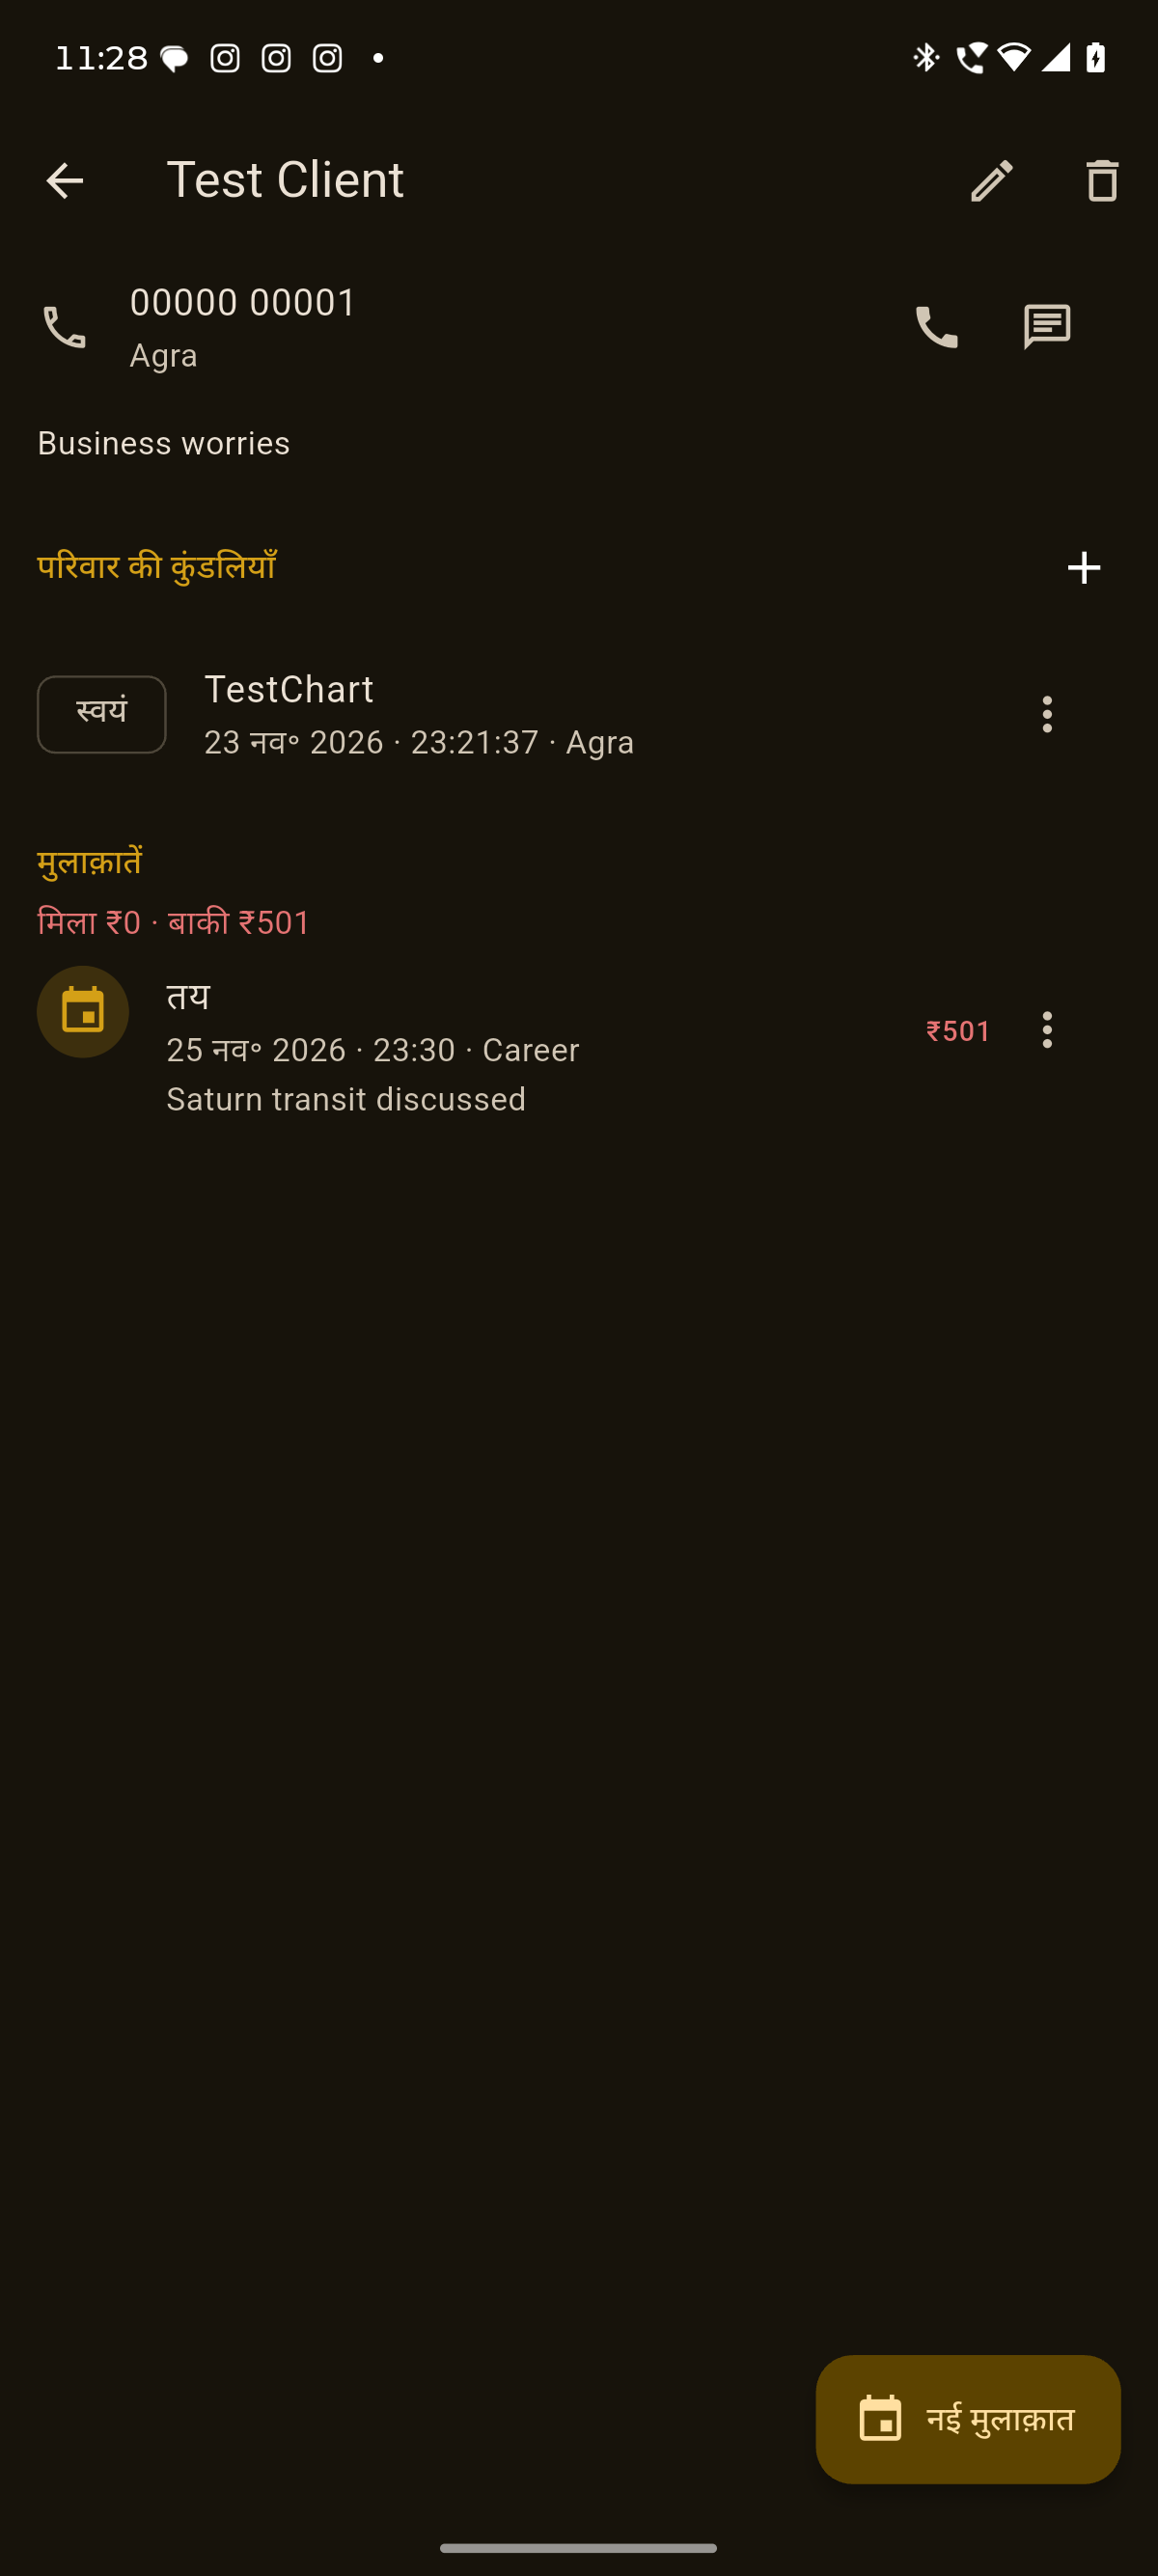 11:28
Test Client
00000 00001
Agra
Business worries
परिवार की कुंडलियाँ
स्वयं
TestChart
23 नव॰ 2026 · 23:21:37 · Agra
मुलाक़ातें
मिला ₹0 · बाकी ₹501
तय
25 नव॰ 2026 · 23:30 · Career
₹501
Saturn transit discussed
नई मुलाक़ात